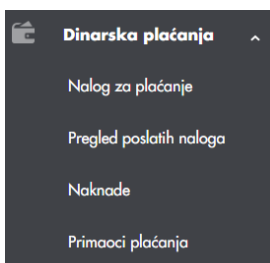 Dinarska plaćanja
Nalog za plaćanje
Pregled poslatih naloga
Naknade
Primaoci plaćanja